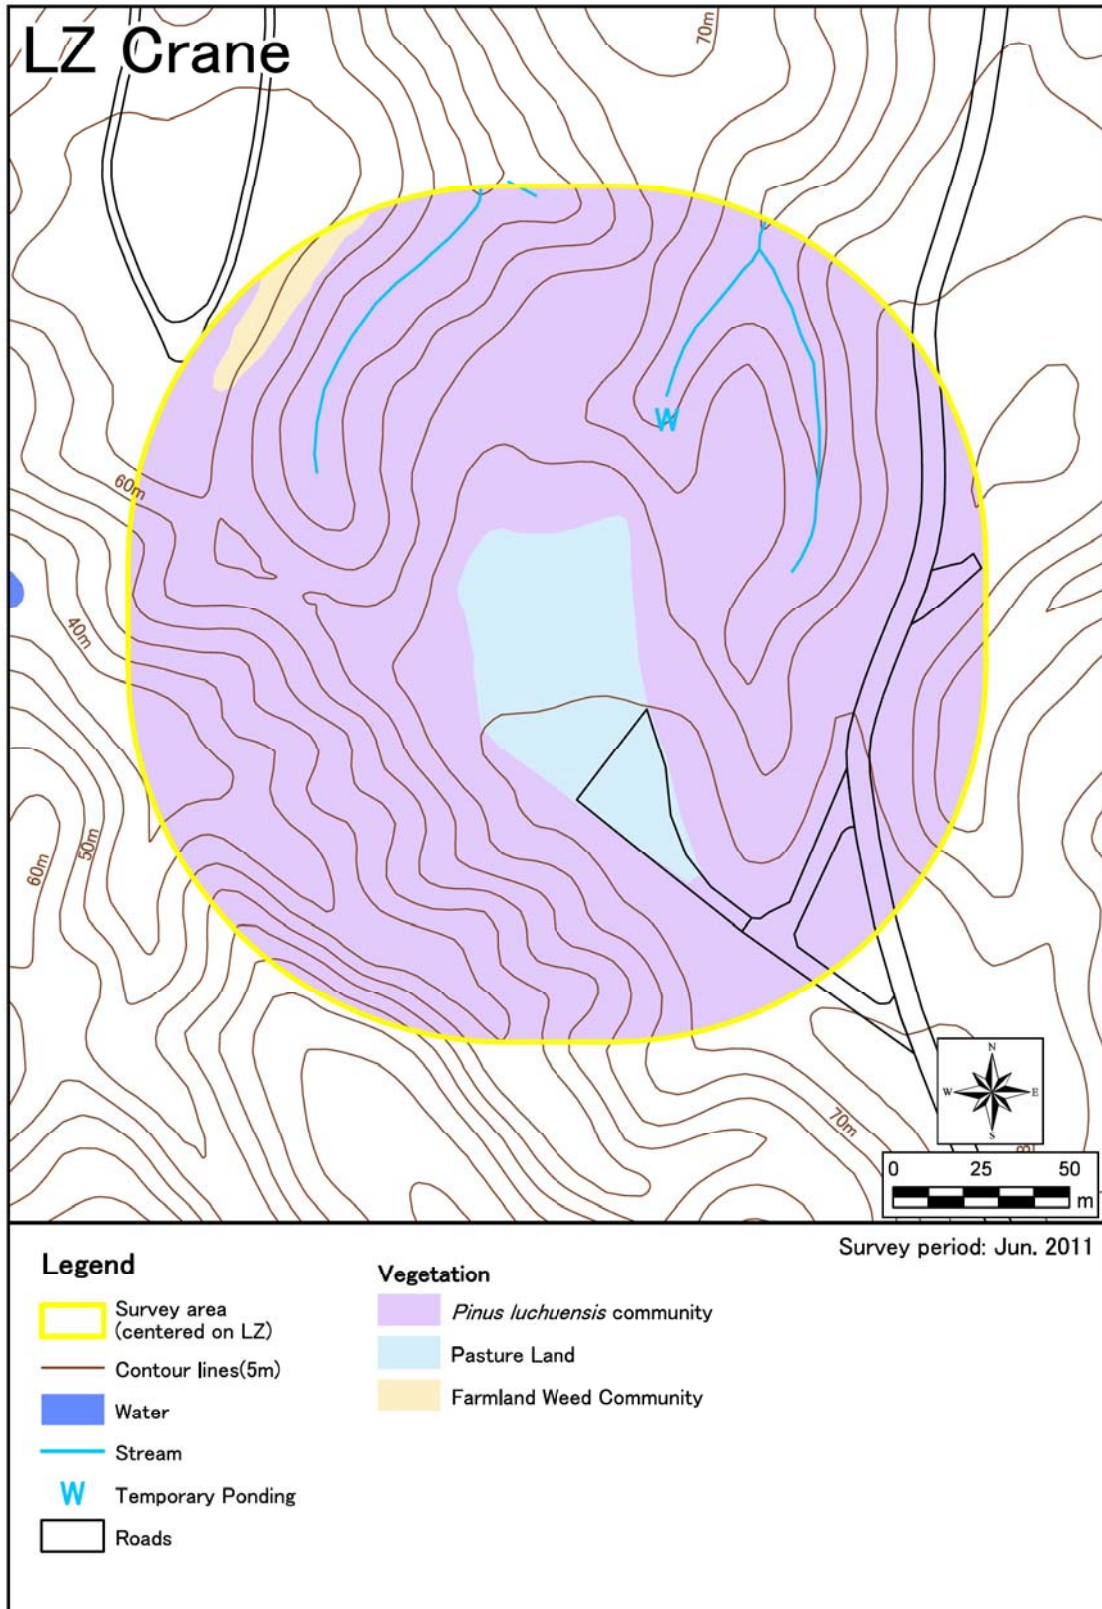 LZ Crane
70m
60m
40m
50m
60m
70m
N
W
E
S
W
0 25 50
m
Survey period: Jun. 2011
Legend
Survey area
(centered on LZ)
Contour lines(5m)
Water
Stream
W Temporary Ponding
Roads
Vegetation
Pinus luchuensis community
Pasture Land
Farmland Weed Community